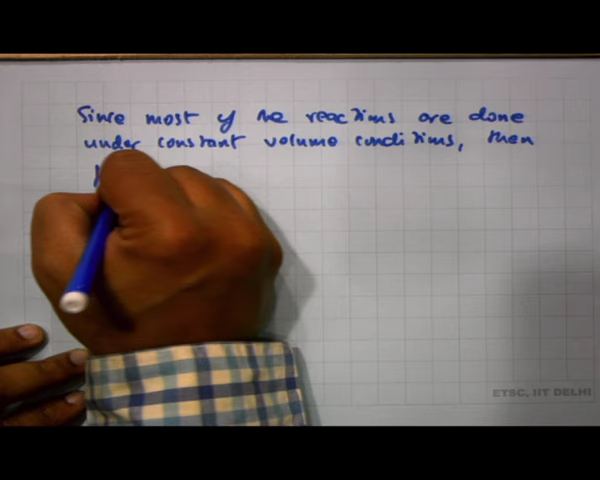 Since most of the reactions are done
under constant volume conditions, then
ETSC, IIT DELHI